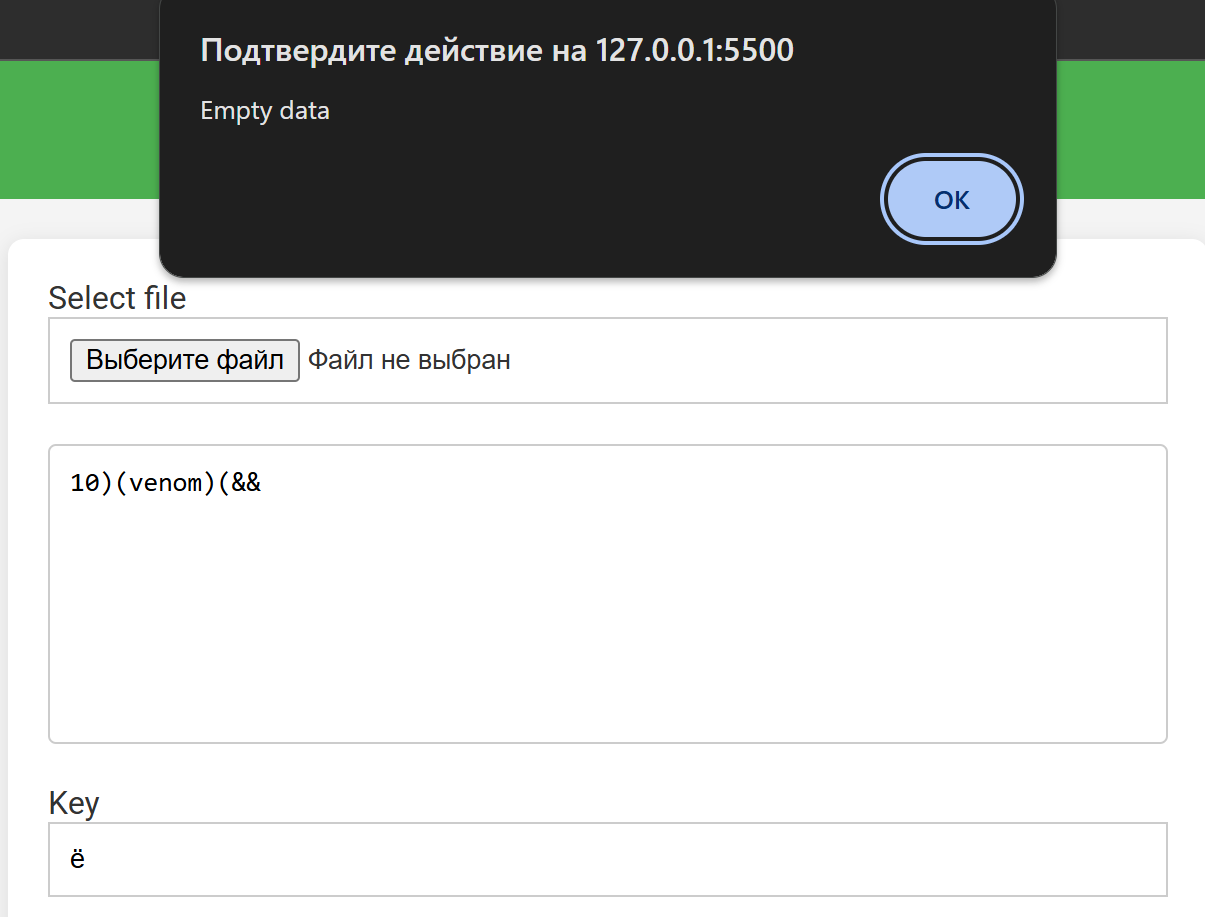 Подтвердите действие на 127.0.0.1:5500
Empty data
ОК
Select file
Выберите файл Файл не выбран
10)(venom)(&&
Key
ё